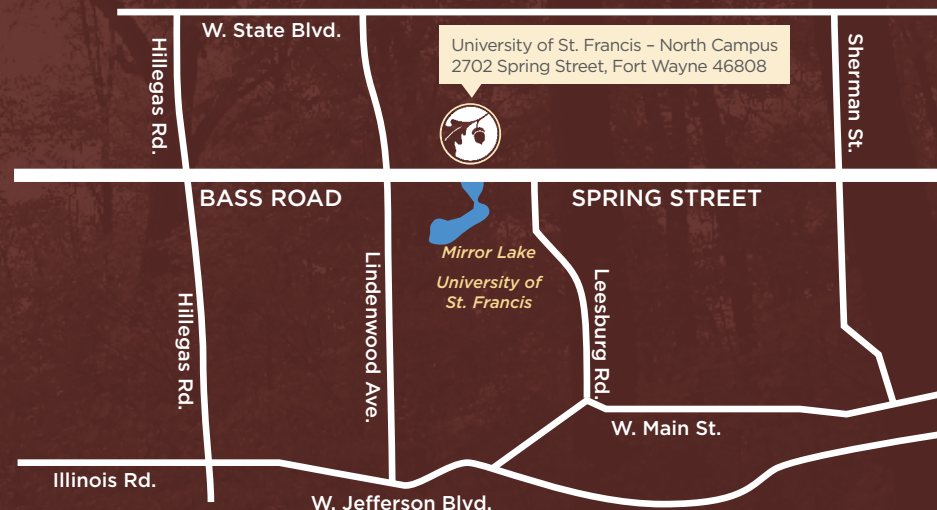 W. State Blvd.
University of St. Francis – North Campus
2702 Spring Street, Fort Wayne 46808
Hillegas Rd.
Sherman St.
BASS ROAD
SPRING STREET
Mirror Lake
University of
St. Francis
Lindenwood Ave.
Leesburg Rd.
Hillegas Rd.
W. Main St.
Illinois Rd.
W. Jefferson Blvd.